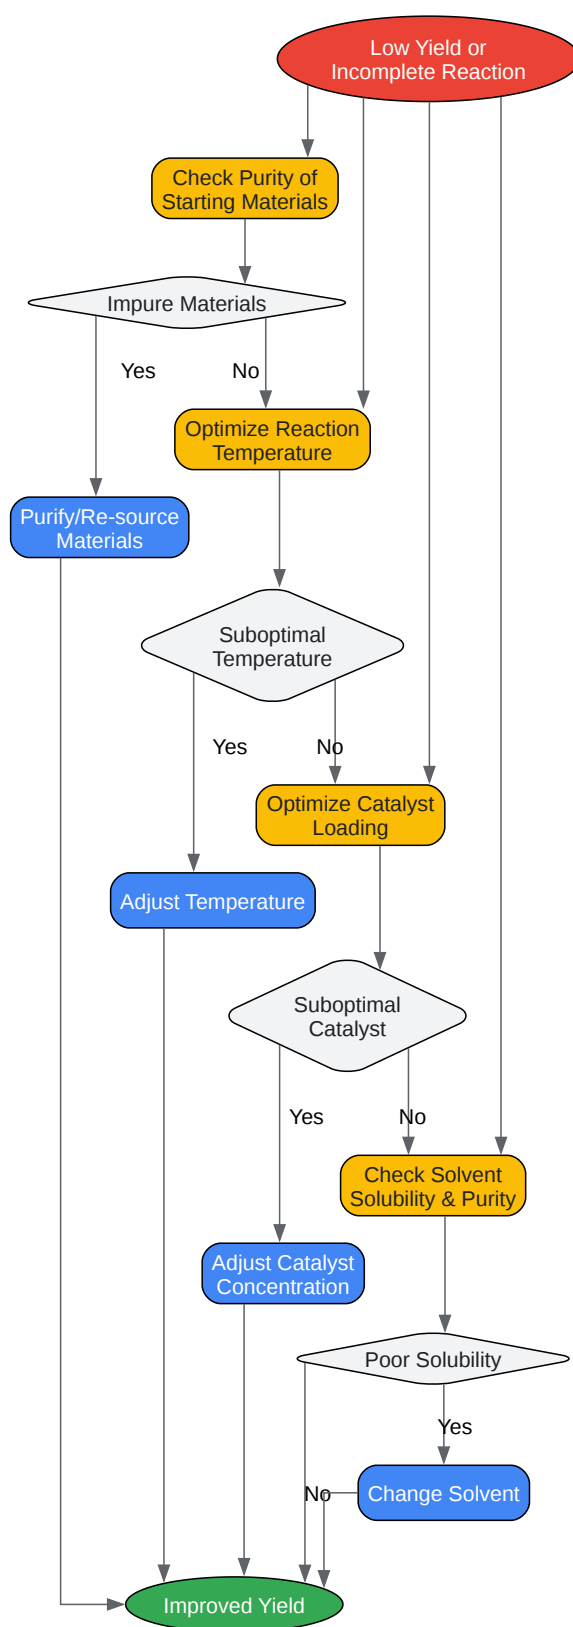 Low Yield or
Incomplete Reaction
Check Purity of
Starting Materials
Impure Materials
Yes
No
Optimize Reaction
Temperature
Purify/Re-source
Materials
Suboptimal
Temperature
Yes
No
Optimize Catalyst
Loading
Adjust Temperature
Suboptimal
Catalyst
Yes
No
Check Solvent
Solubility & Purity
Adjust Catalyst
Concentration
Poor Solubility
Yes
Change Solvent
No
Improved Yield